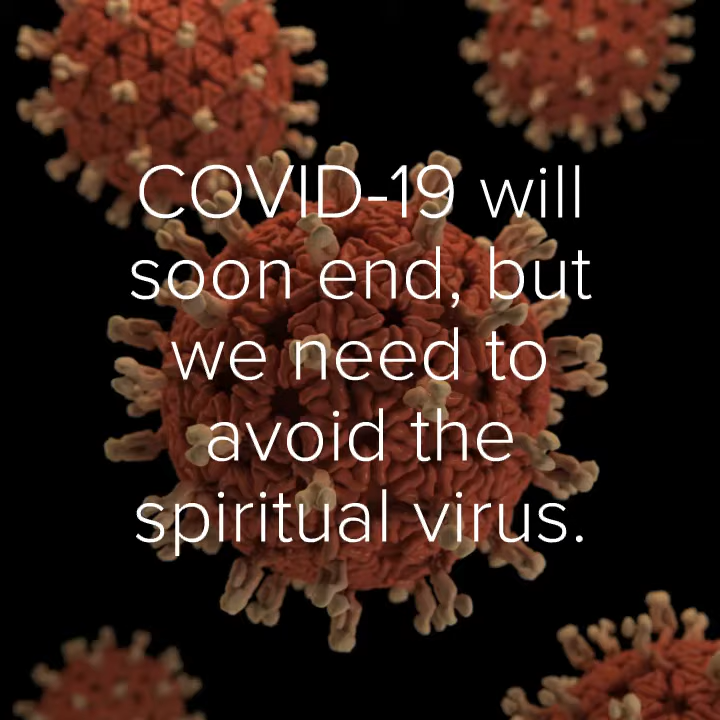 COVID-19 will
soon end, but
we need to
avoid the
spiritual virus.